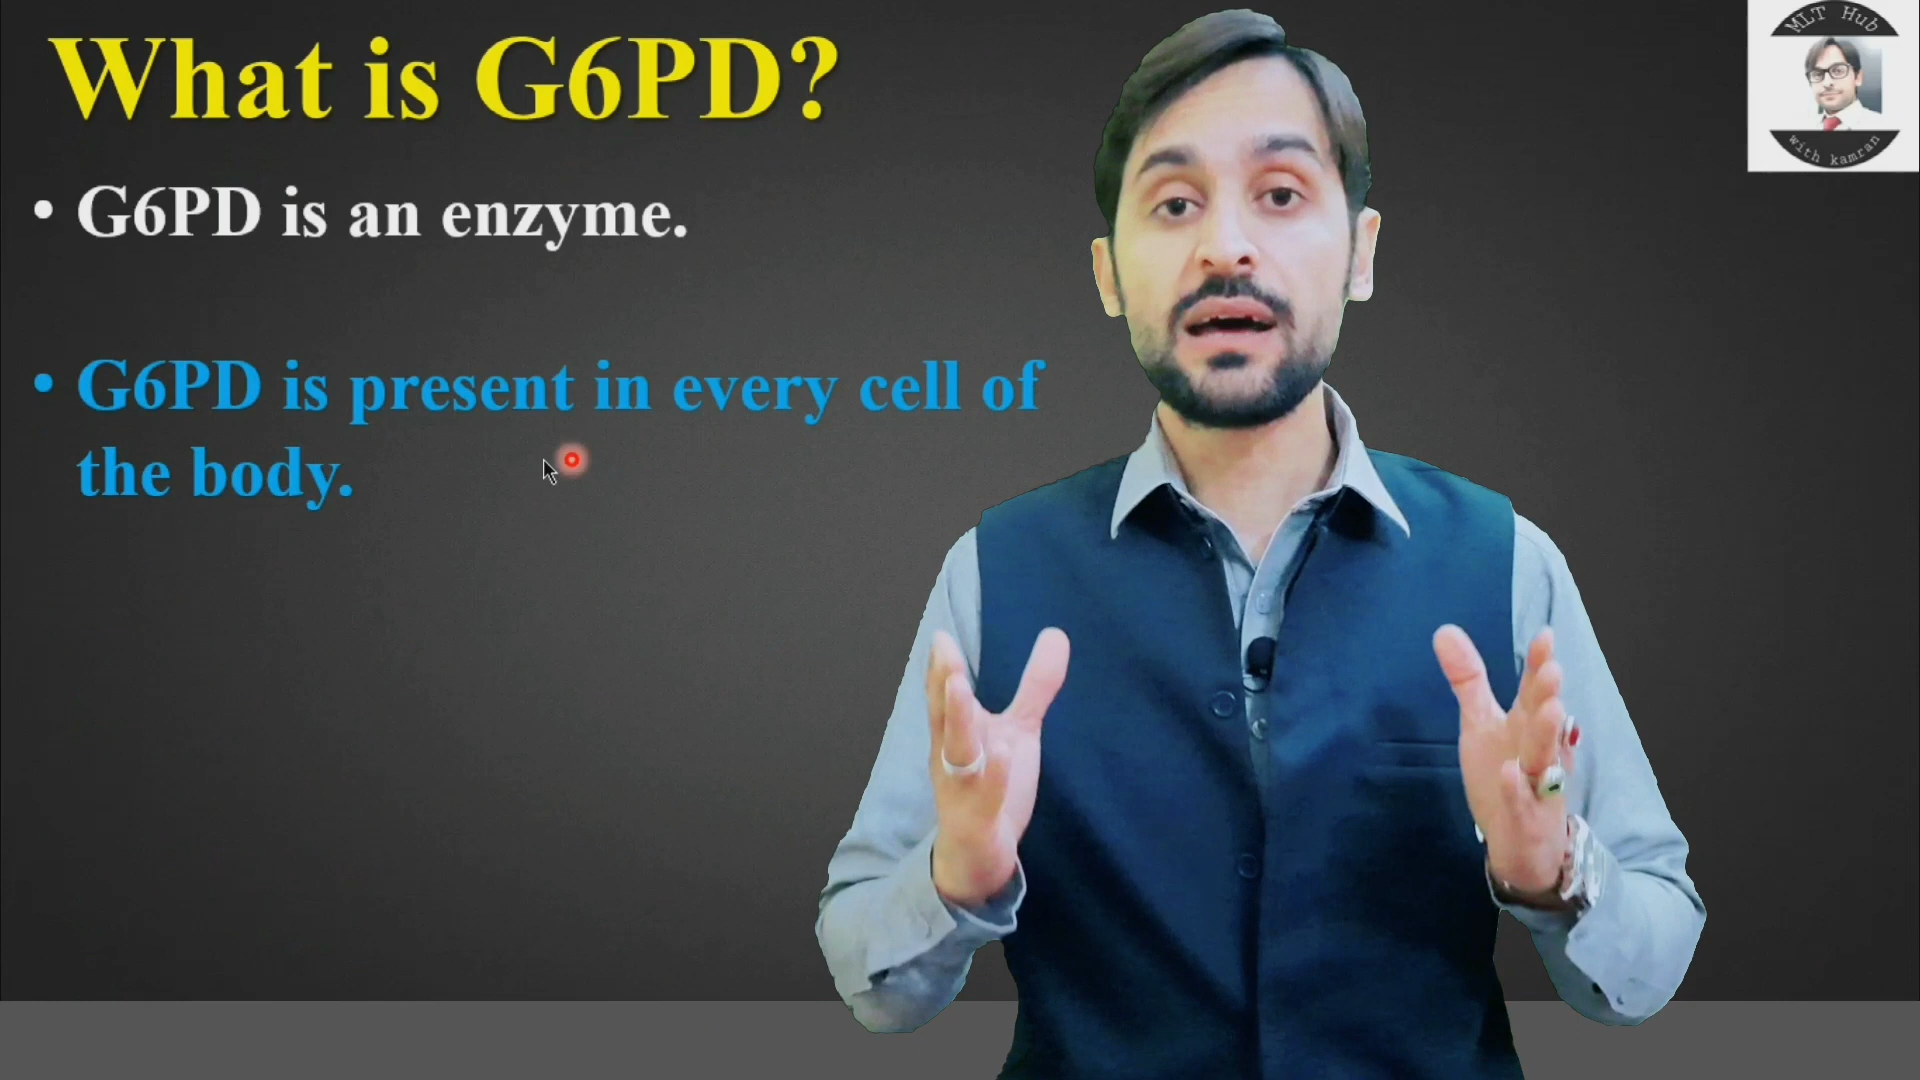 What is G6PD?
MLT Hub
• G6PD is an enzyme.
• G6PD is present in every cell of
the body.
with kamran